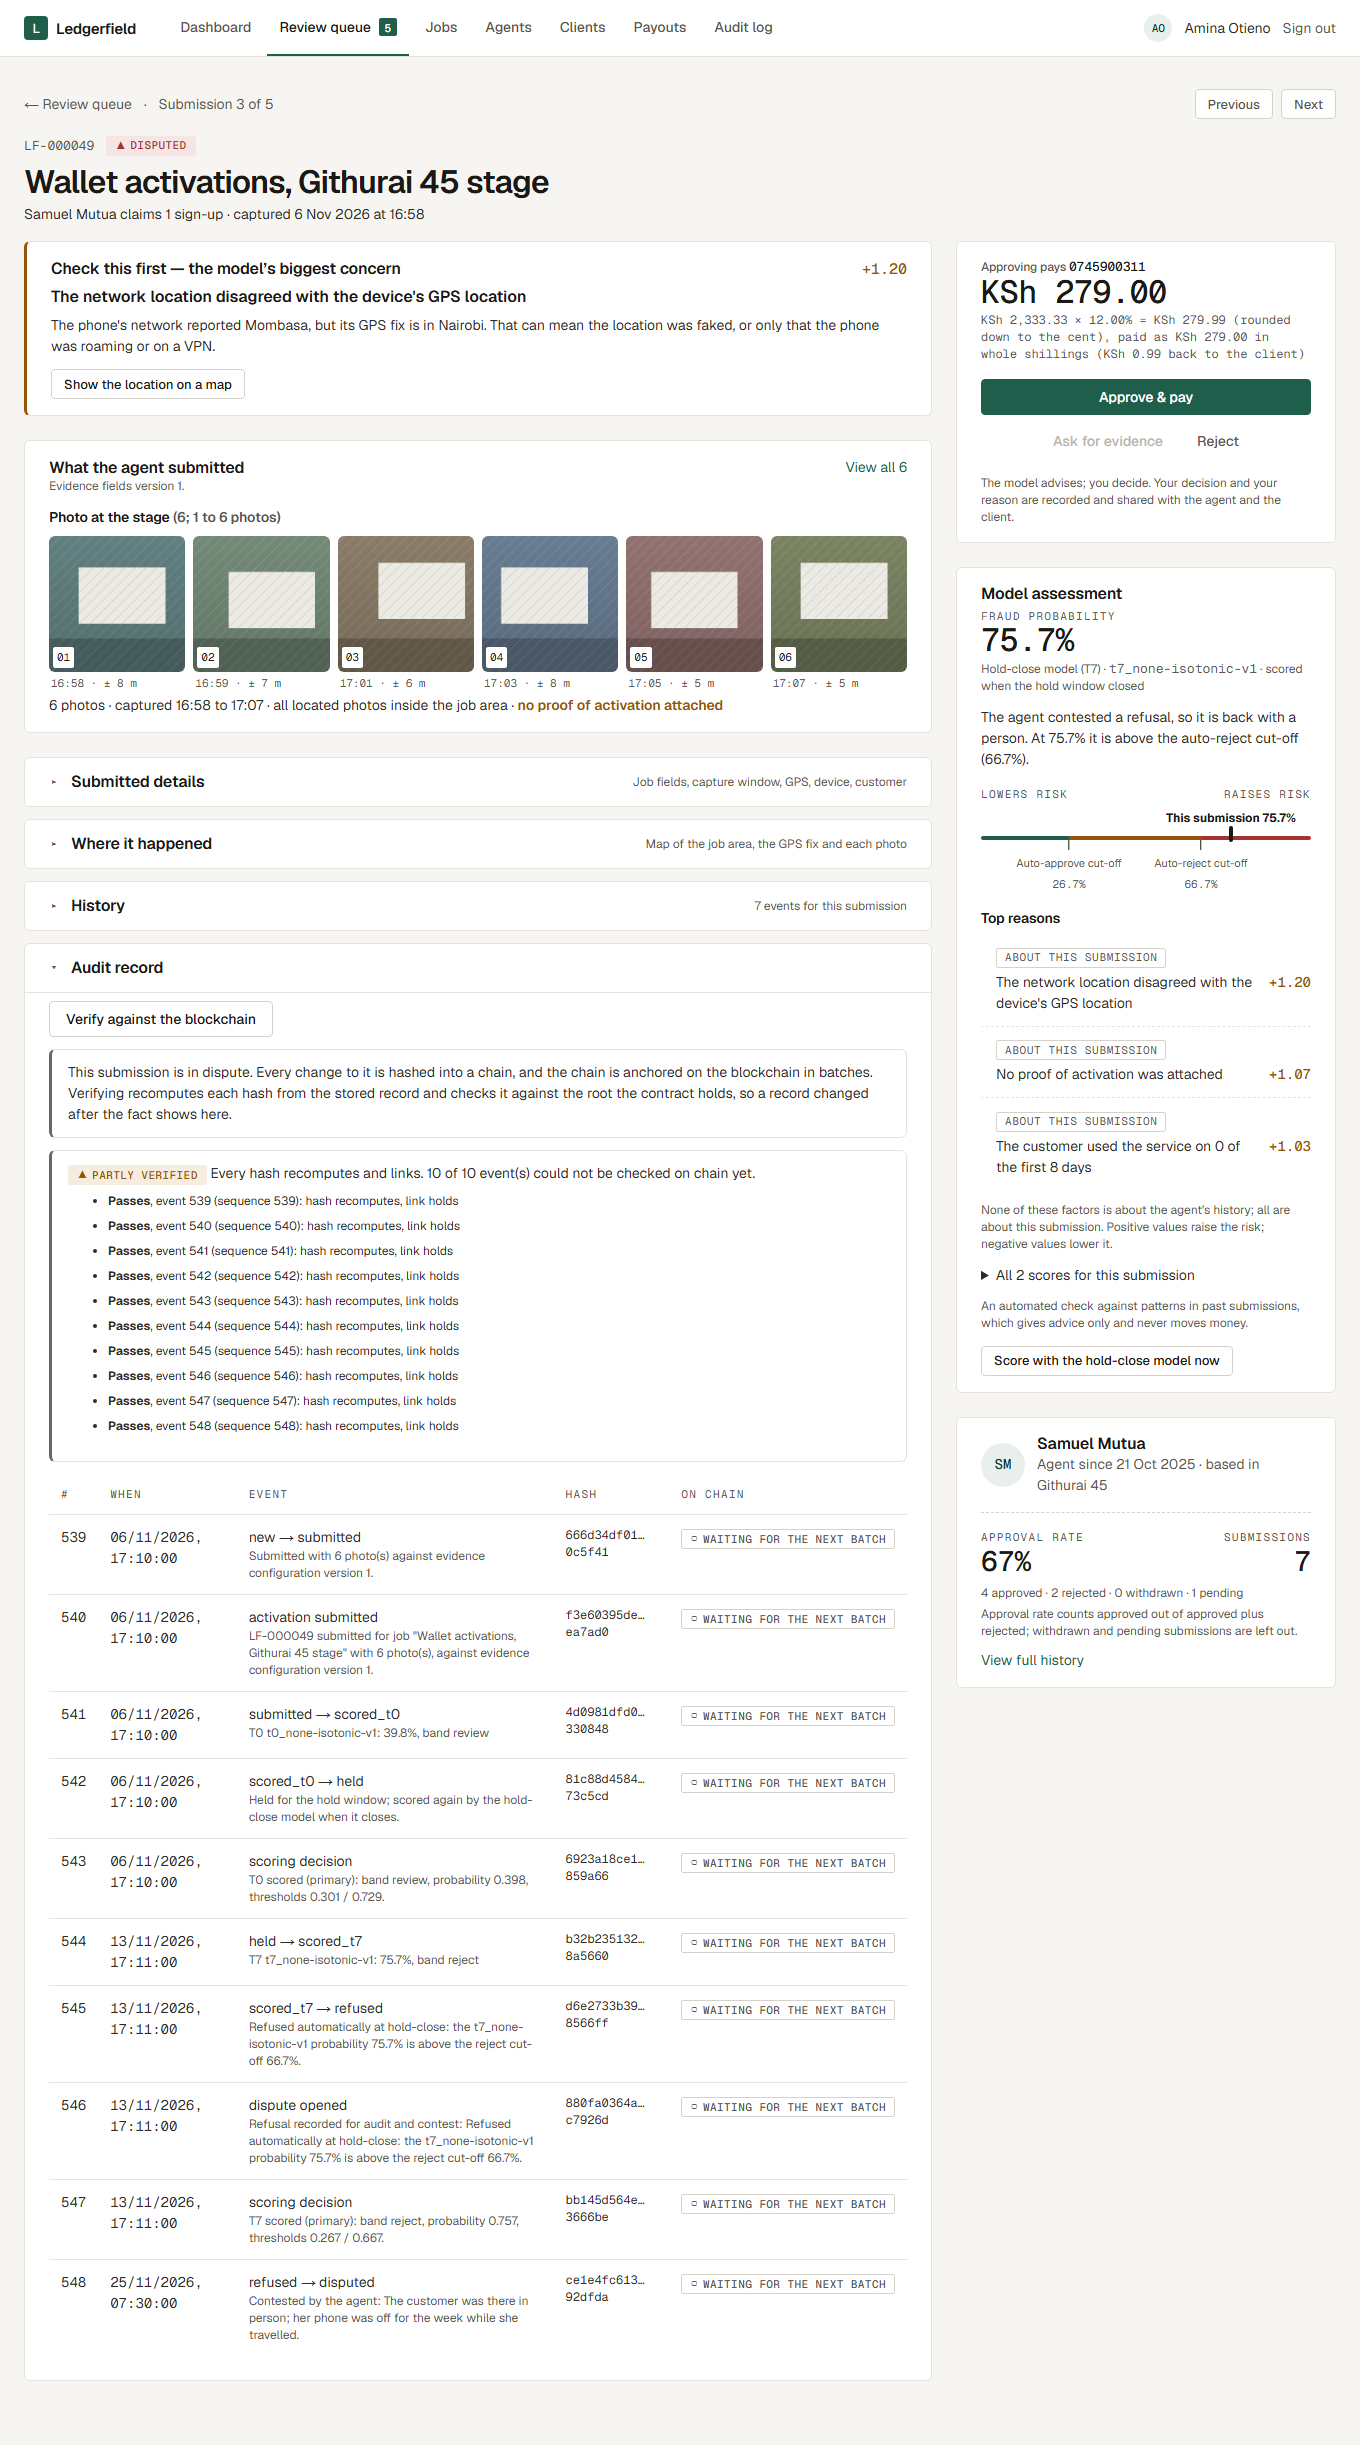 L Ledgerfield Dashboard Review queue 5 Jobs Agents Clients Payouts Audit log AO Amina Otieno Sign out
← Review queue · Submission 3 of 5 Previous Next
LF-000049 ▲ DISPUTED
Wallet activations, Githurai 45 stage
Samuel Mutua claims 1 sign-up · captured 6 Nov 2026 at 16:58
Check this first — the model's biggest concern +1.20
The network location disagreed with the device's GPS location
The phone's network reported Mombasa, but its GPS fix is in Nairobi. That can mean the location was faked, or only that the phone
was roaming or on a VPN.
Show the location on a map
What the agent submitted View all 6
Evidence fields version 1.
Photo at the stage (6; 1 to 6 photos)
01 02 03 04 05 06
16:58 · ± 8 m 16:59 · ± 7 m 17:01 · ± 6 m 17:03 · ± 8 m 17:05 · ± 5 m 17:07 · ± 5 m
6 photos · captured 16:58 to 17:07 · all located photos inside the job area · no proof of activation attached
Submitted details Job fields, capture window, GPS, device, customer
Where it happened Map of the job area, the GPS fix and each photo
History 7 events for this submission
Audit record
Verify against the blockchain
This submission is in dispute. Every change to it is hashed into a chain, and the chain is anchored on the blockchain in batches.
Verifying recomputes each hash from the stored record and checks it against the root the contract holds, so a record changed
after the fact shows here.
▲ PARTLY VERIFIED Every hash recomputes and links. 10 of 10 event(s) could not be checked on chain yet.
• Passes, event 539 (sequence 539): hash recomputes, link holds
• Passes, event 540 (sequence 540): hash recomputes, link holds
• Passes, event 541 (sequence 541): hash recomputes, link holds
• Passes, event 542 (sequence 542): hash recomputes, link holds
• Passes, event 543 (sequence 543): hash recomputes, link holds
• Passes, event 544 (sequence 544): hash recomputes, link holds
• Passes, event 545 (sequence 545): hash recomputes, link holds
• Passes, event 546 (sequence 546): hash recomputes, link holds
• Passes, event 547 (sequence 547): hash recomputes, link holds
• Passes, event 548 (sequence 548): hash recomputes, link holds
# WHEN EVENT HASH ON CHAIN
539 06/11/2026, new → submitted 666d34df01… ○ WAITING FOR THE NEXT BATCH
17:10:00 Submitted with 6 photo(s) against evidence 0c5f41
configuration version 1.
540 06/11/2026, activation submitted f3e60395de… ○ WAITING FOR THE NEXT BATCH
17:10:00 LF-000049 submitted for job "Wallet activations, ea7ad0
Githurai 45 stage" with 6 photo(s), against evidence
configuration version 1.
541 06/11/2026, submitted → scored_t0 4d0981dfd0… ○ WAITING FOR THE NEXT BATCH
17:10:00 T0 t0_none-isotonic-v1: 39.8%, band review 330848
542 06/11/2026, scored_t0 → held 81c88d4584… ○ WAITING FOR THE NEXT BATCH
17:10:00 Held for the hold window; scored again by the hold- 73c5cd
close model when it closes.
543 06/11/2026, scoring decision 6923a18ce1… ○ WAITING FOR THE NEXT BATCH
17:10:00 T0 scored (primary): band review, probability 0.398, 859a66
thresholds 0.301 / 0.729.
544 13/11/2026, held → scored_t7 b32b235132… ○ WAITING FOR THE NEXT BATCH
17:11:00 T7 t7_none-isotonic-v1: 75.7%, band reject 8a5660
545 13/11/2026, scored_t7 → refused d6e2733b39… ○ WAITING FOR THE NEXT BATCH
17:11:00 Refused automatically at hold-close: the t7_none- 8566ff
isotonic-v1 probability 75.7% is above the reject cut-
off 66.7%.
546 13/11/2026, dispute opened 880fa0364a… ○ WAITING FOR THE NEXT BATCH
17:11:00 Refusal recorded for audit and contest: Refused c7926d
automatically at hold-close: the t7_none-isotonic-v1
probability 75.7% is above the reject cut-off 66.7%.
547 13/11/2026, scoring decision bb145d564e… ○ WAITING FOR THE NEXT BATCH
17:11:00 T7 scored (primary): band reject, probability 0.757, 3666be
thresholds 0.267 / 0.667.
548 25/11/2026, refused → disputed ce1e4fc613… ○ WAITING FOR THE NEXT BATCH
07:30:00 Contested by the agent: The customer was there in 92dfda
person; her phone was off for the week while she
travelled.
Approving pays 0745900311
KSh 279.00
KSh 2,333.33 × 12.00% = KSh 279.99 (rounded
down to the cent), paid as KSh 279.00 in
whole shillings (KSh 0.99 back to the client)
Approve & pay
Ask for evidence Reject
The model advises; you decide. Your decision and your
reason are recorded and shared with the agent and the
client.
Model assessment
FRAUD PROBABILITY
75.7%
Hold-close model (T7) · t7_none-isotonic-v1 · scored
when the hold window closed
The agent contested a refusal, so it is back with a
person. At 75.7% it is above the auto-reject cut-off
(66.7%).
LOWERS RISK RAISES RISK
This submission 75.7%
Auto-approve cut-off Auto-reject cut-off
26.7% 66.7%
Top reasons
ABOUT THIS SUBMISSION
The network location disagreed with the +1.20
device's GPS location
ABOUT THIS SUBMISSION
No proof of activation was attached +1.07
ABOUT THIS SUBMISSION
The customer used the service on 0 of +1.03
the first 8 days
None of these factors is about the agent's history; all are
about this submission. Positive values raise the risk;
negative values lower it.
▶ All 2 scores for this submission
An automated check against patterns in past submissions,
which gives advice only and never moves money.
Score with the hold-close model now
SM Samuel Mutua
Agent since 21 Oct 2025 · based in
Githurai 45
APPROVAL RATE SUBMISSIONS
67% 7
4 approved · 2 rejected · 0 withdrawn · 1 pending
Approval rate counts approved out of approved plus
rejected; withdrawn and pending submissions are left out.
View full history